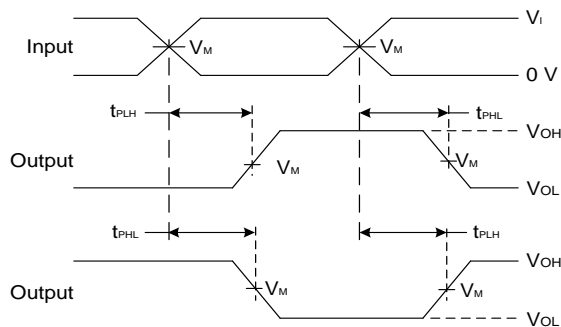 VI
Input VM VM
0 V
tPLH tPHL
VOH
Output VM VM
VOL
tPHL tPLH
VOH
Output VM VM
VOL